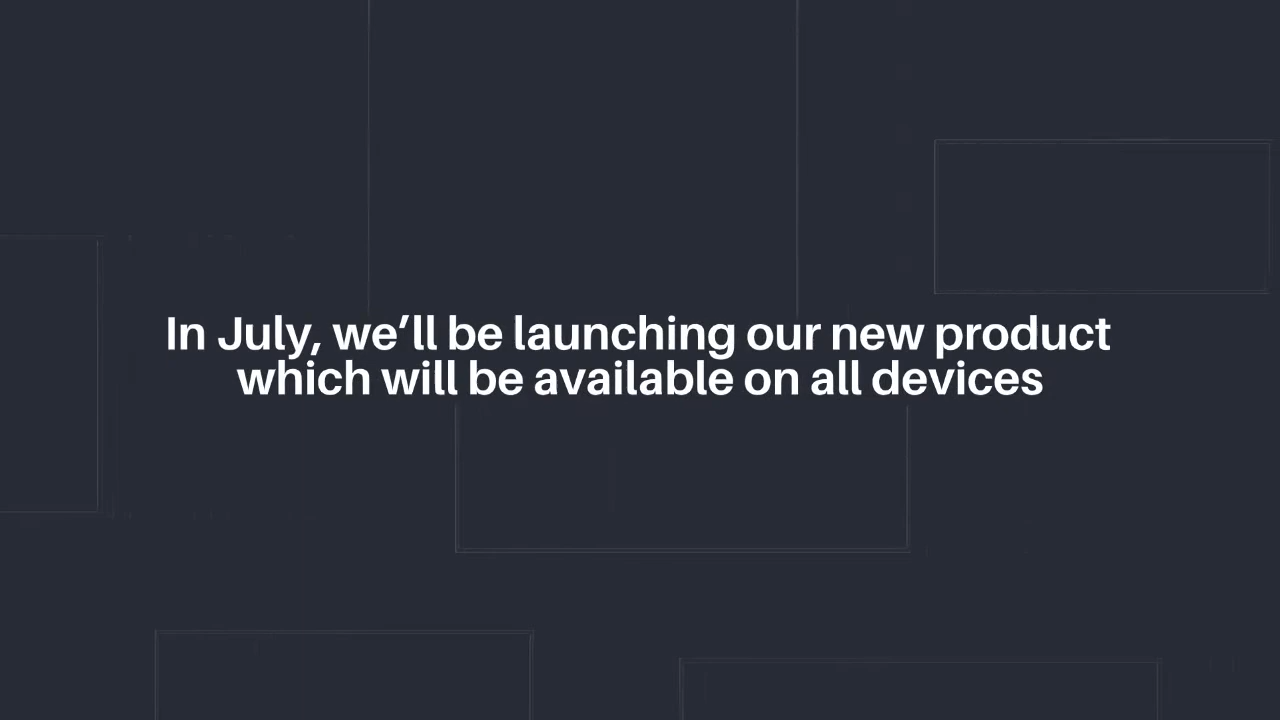 In July, we’ll be launching our new product
which will be available on all devices